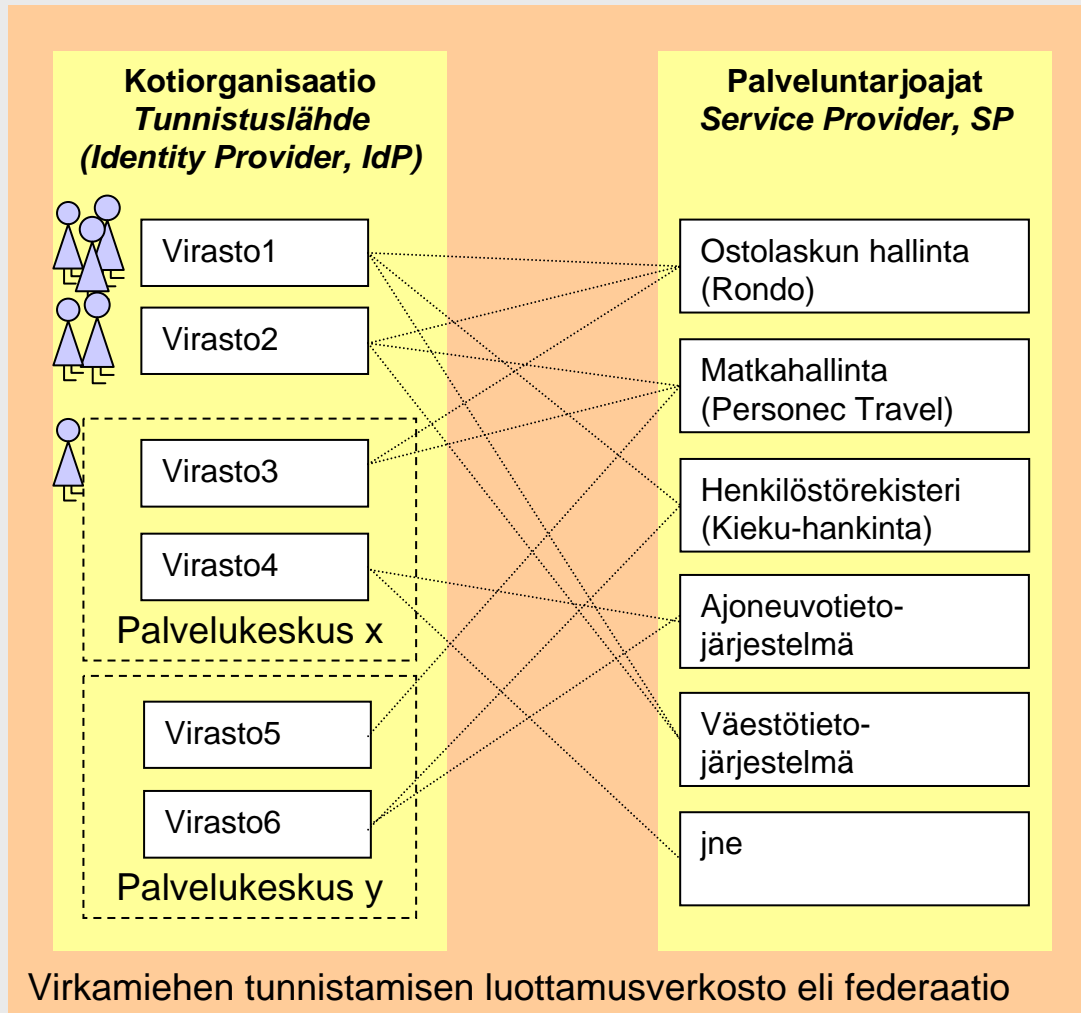 Kotiorganisaatio
Tunnistuslähde
(Identity Provider, IdP)
Virasto1
Virasto2
Virasto3
Virasto4
Palvelukeskus x
Virasto5
Virasto6
Palvelukeskus y
Palveluntarjoajat
Service Provider, SP
Ostolaskun hallinta
(Rondo)
Matkahallinta
(Personec Travel)
Henkilöstörekisteri
(Kieku-hankinta)
Ajoneuvotieto-
järjestelmä
Väestötieto-
järjestelmä
jne
Virkamiehen tunnistamisen luottamusverkosto eli federaatio